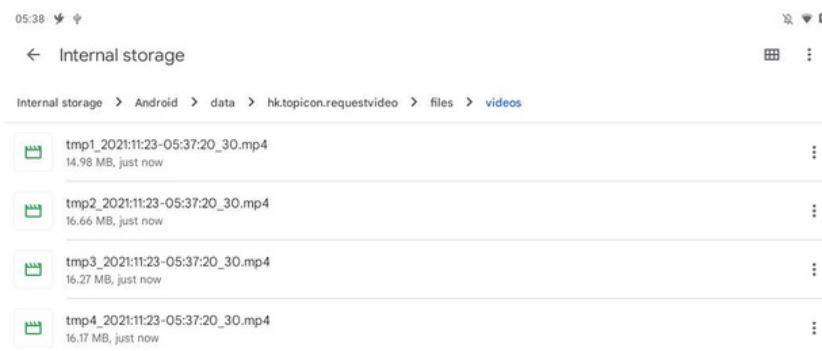 05:38
Internal storage
Internal storage > Android > data > hk.topicon.requestvideo > files > videos
tmp1_2021:11:23-05:37:20_30.mp4
14.98 MB, just now
tmp2_2021:11:23-05:37:20_30.mp4
16.66 MB, just now
tmp3_2021:11:23-05:37:20_30.mp4
16.27 MB, just now
tmp4_2021:11:23-05:37:20_30.mp4
16.17 MB, just now